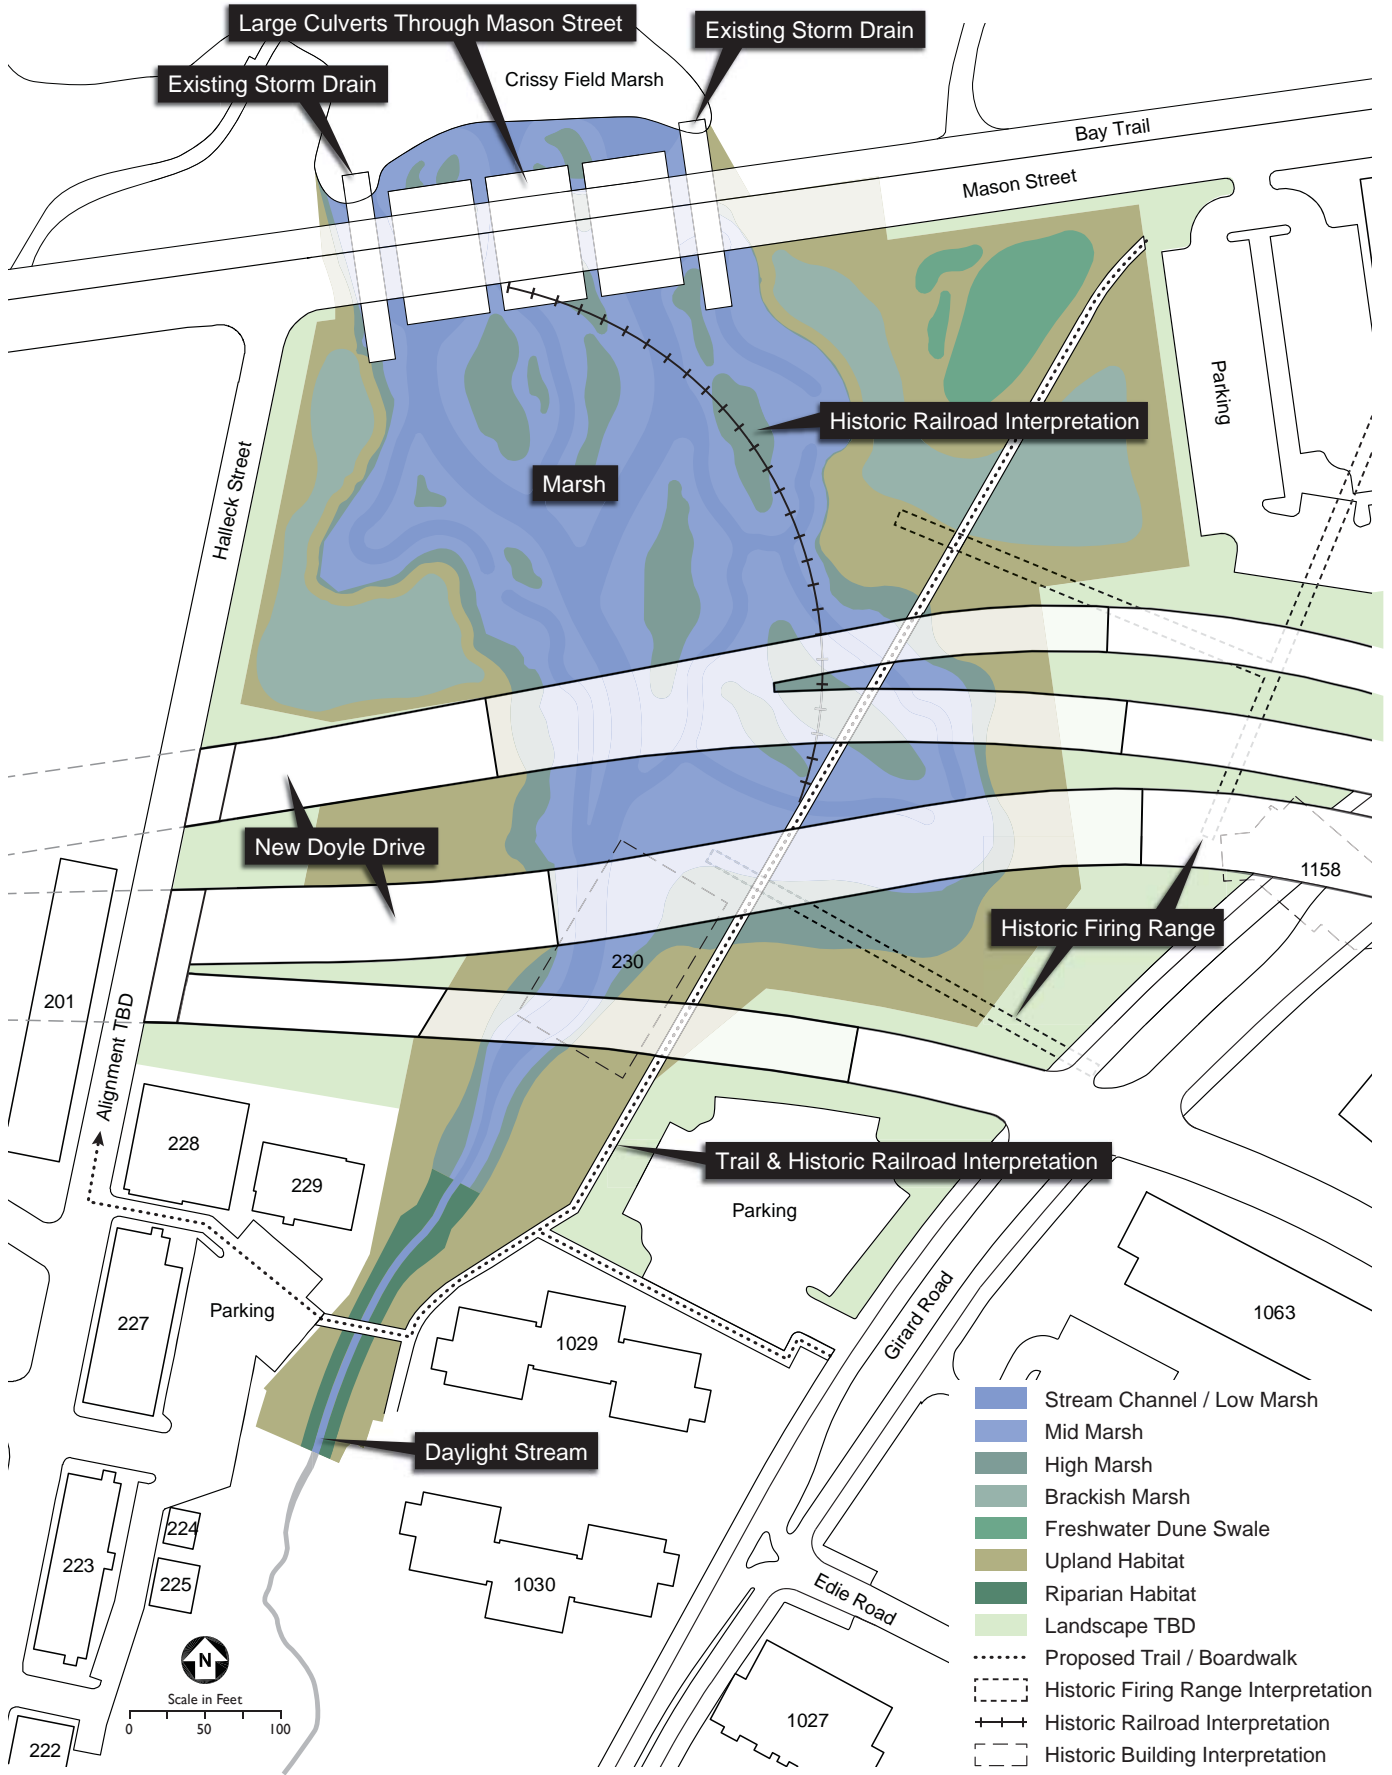 Large Culverts Through Mason Street
Existing Storm Drain
Existing Storm Drain
Crissy Field Marsh
Bay Trail
Mason Street
Parking
Historic Railroad Interpretation
Marsh
Halleck Street
New Doyle Drive
1158
Historic Firing Range
230
201
Alignment TBD
228
229
Trail & Historic Railroad Interpretation
Parking
Parking
227
1029
Girard Road
1063
Daylight Stream
224
223
225
1030
Edie Road
1027
222
N
Scale in Feet
0 50 100
Stream Channel / Low Marsh
Mid Marsh
High Marsh
Brackish Marsh
Freshwater Dune Swale
Upland Habitat
Riparian Habitat
Landscape TBD
Proposed Trail / Boardwalk
Historic Firing Range Interpretation
Historic Railroad Interpretation
Historic Building Interpretation